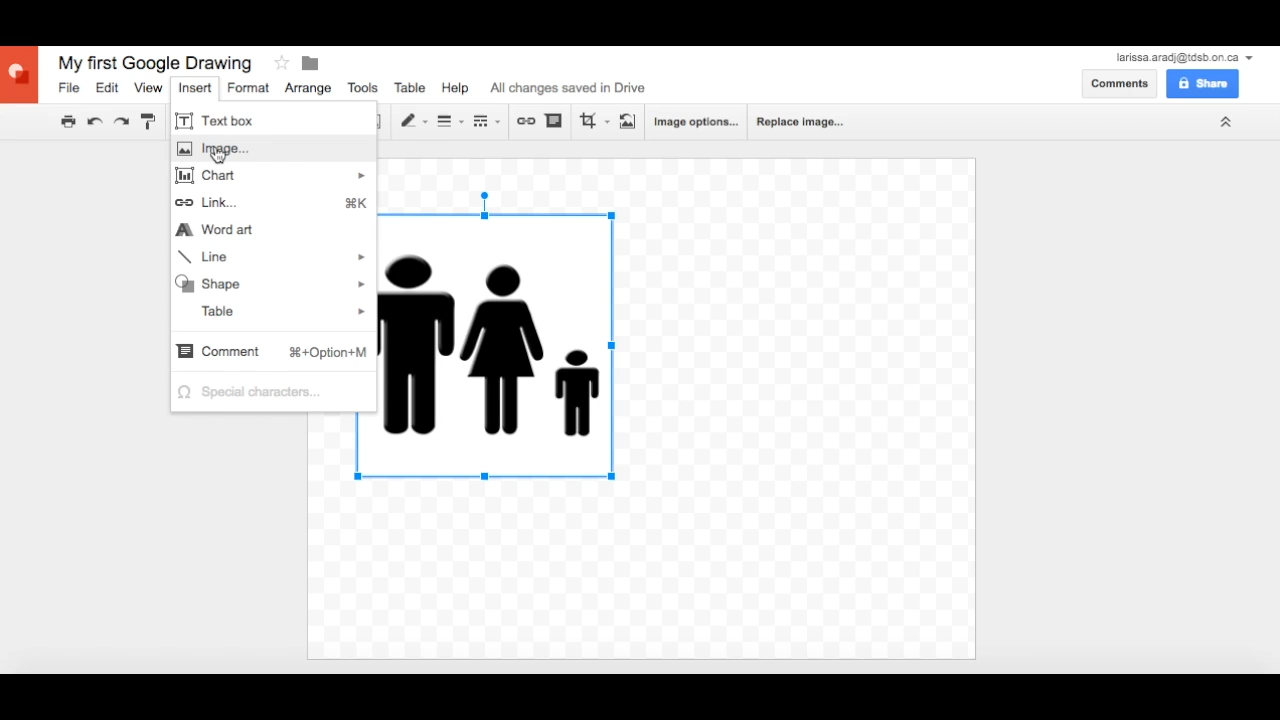 My first Google Drawing
larissa.aradj@tdsb.on.ca
File Edit View Insert Format Arrange Tools Table Help All changes saved in Drive
Comments Share
Image options... Replace image...
Text box
Image...
Chart
Link... ⌘K
Word art
Line
Shape
Table
Comment ⌘+Option+M
Special characters...